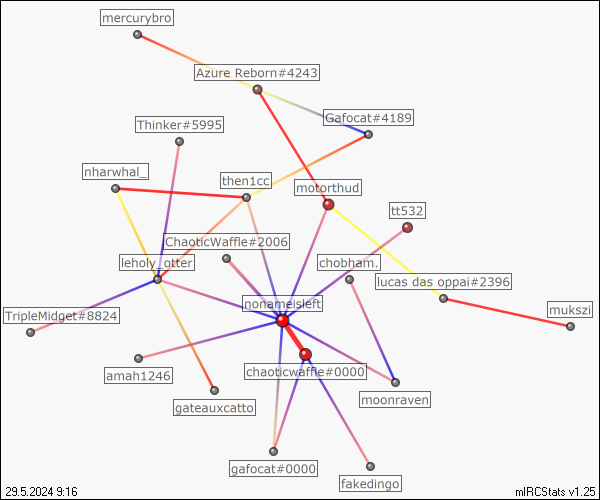 mercurybro
Azure Reborn#4243
Gafocat#4189
Thinker#5995
nharwhal_
then1cc
motorthud
tt532
ChaoticWaffle#2006
leholy_otter
chobham.
lucas das oppai#2396
nonameisleft
TripleMidget#8824
mukszi
chaoticwaffle#0000
amah1246
moonraven
gateauxcatto
gafocat#0000
fakedingo
29.5.2024 9:16
mIRCStats v1.25